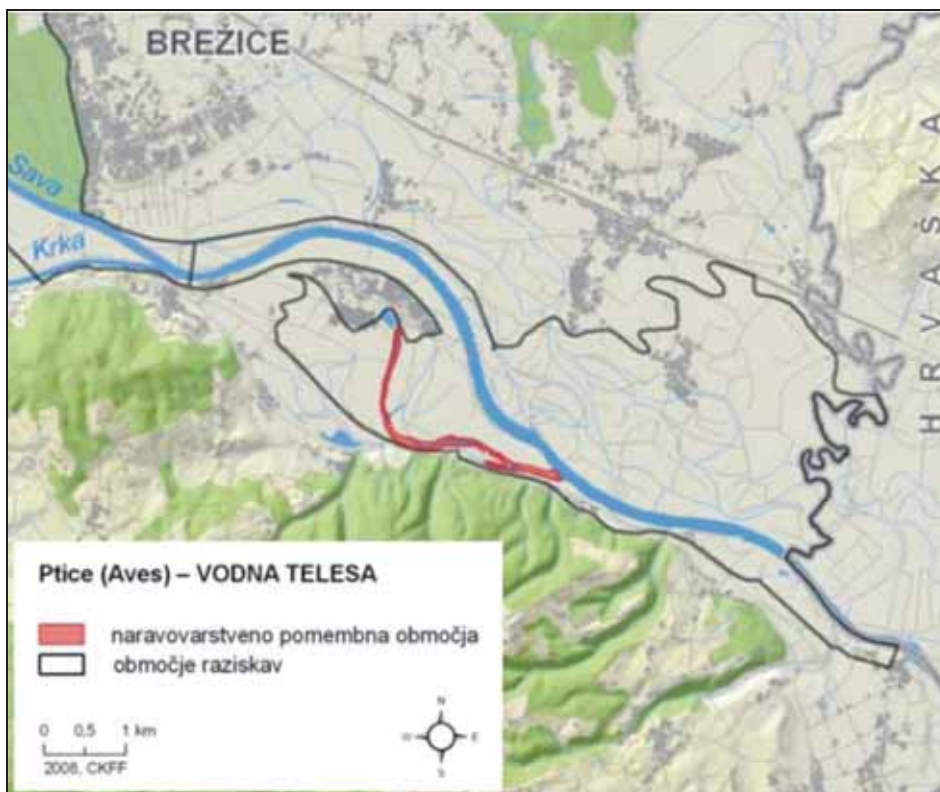 BREŽICE
Sava
Krka
HRVAŠKA
Ptice (Aves) – VODNA TELESA
naravovarstveno pomembna območja
območje raziskav
0 0.5 1 km
2008, CKFF
N
W E
S